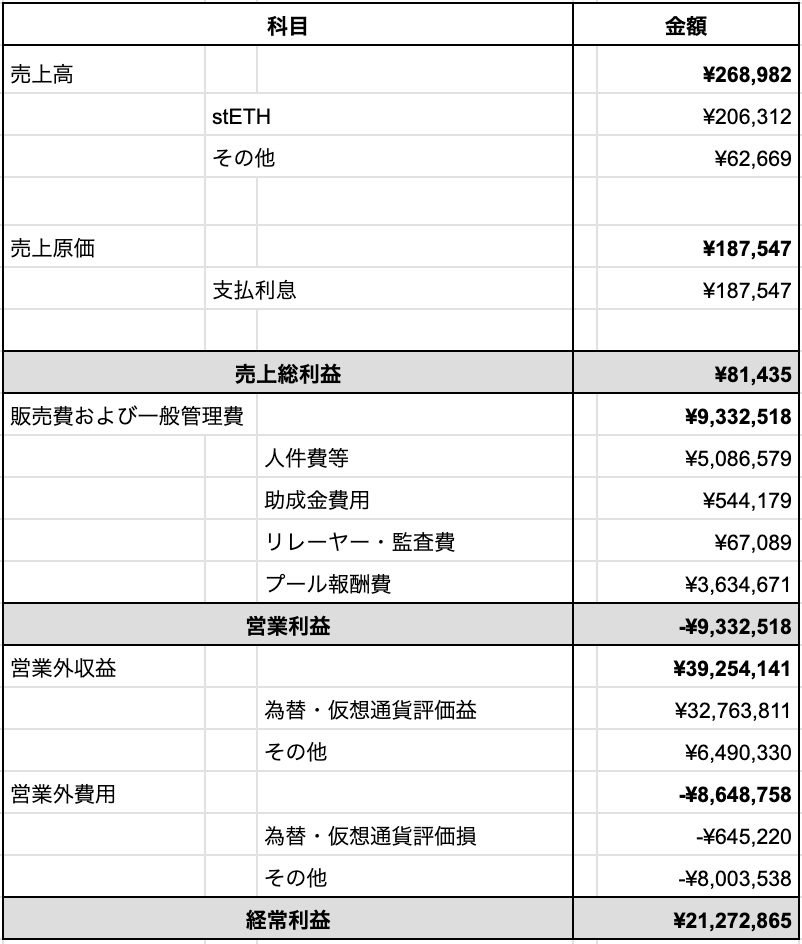 科目 金額
売上高 ¥268,982
stETH ¥206,312
その他 ¥62,669
売上原価 ¥187,547
支払利息 ¥187,547
売上総利益 ¥81,435
販売費および一般管理費 ¥9,332,518
人件費等 ¥5,086,579
助成金費用 ¥544,179
リレーヤー・監査費 ¥67,089
プール報酬費 ¥3,634,671
営業利益 -¥9,332,518
営業外収益 ¥39,254,141
為替・仮想通貨評価益 ¥32,763,811
その他 ¥6,490,330
営業外費用 -¥8,648,758
為替・仮想通貨評価損 -¥645,220
その他 -¥8,003,538
経常利益 ¥21,272,865